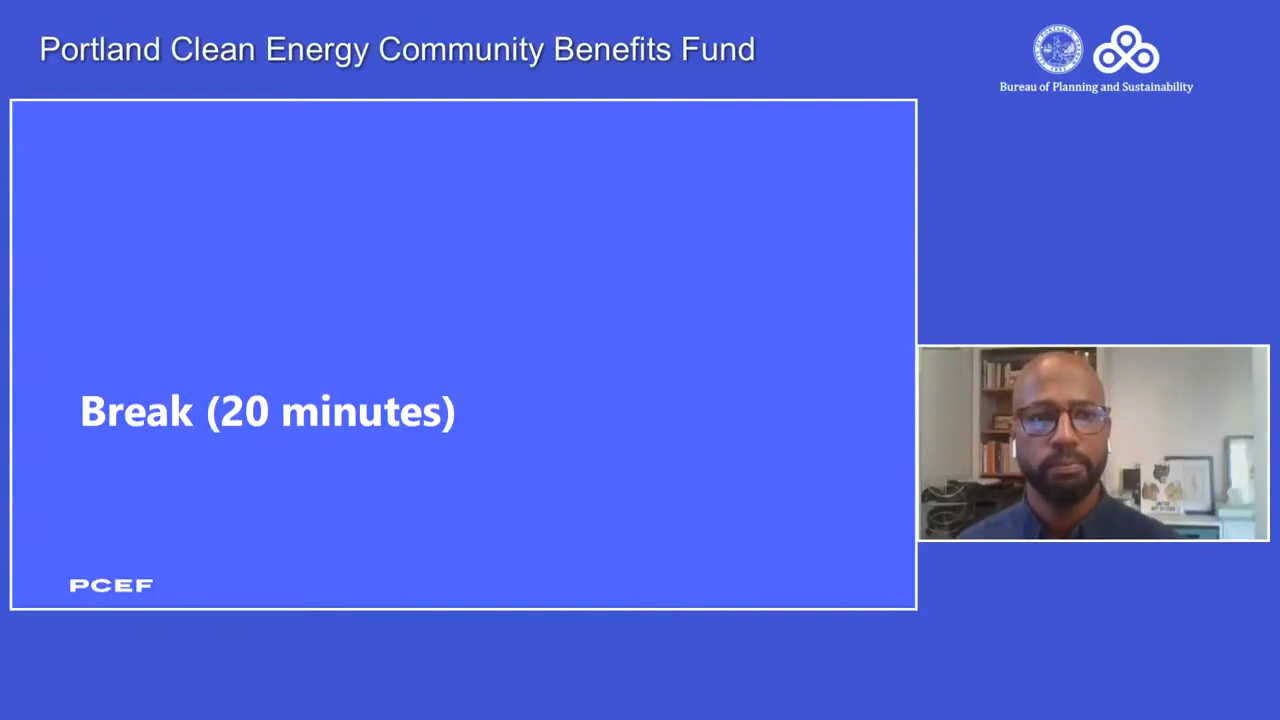 Portland Clean Energy Community Benefits Fund
Bureau of Planning and Sustainability
Break (20 minutes)
PCEF